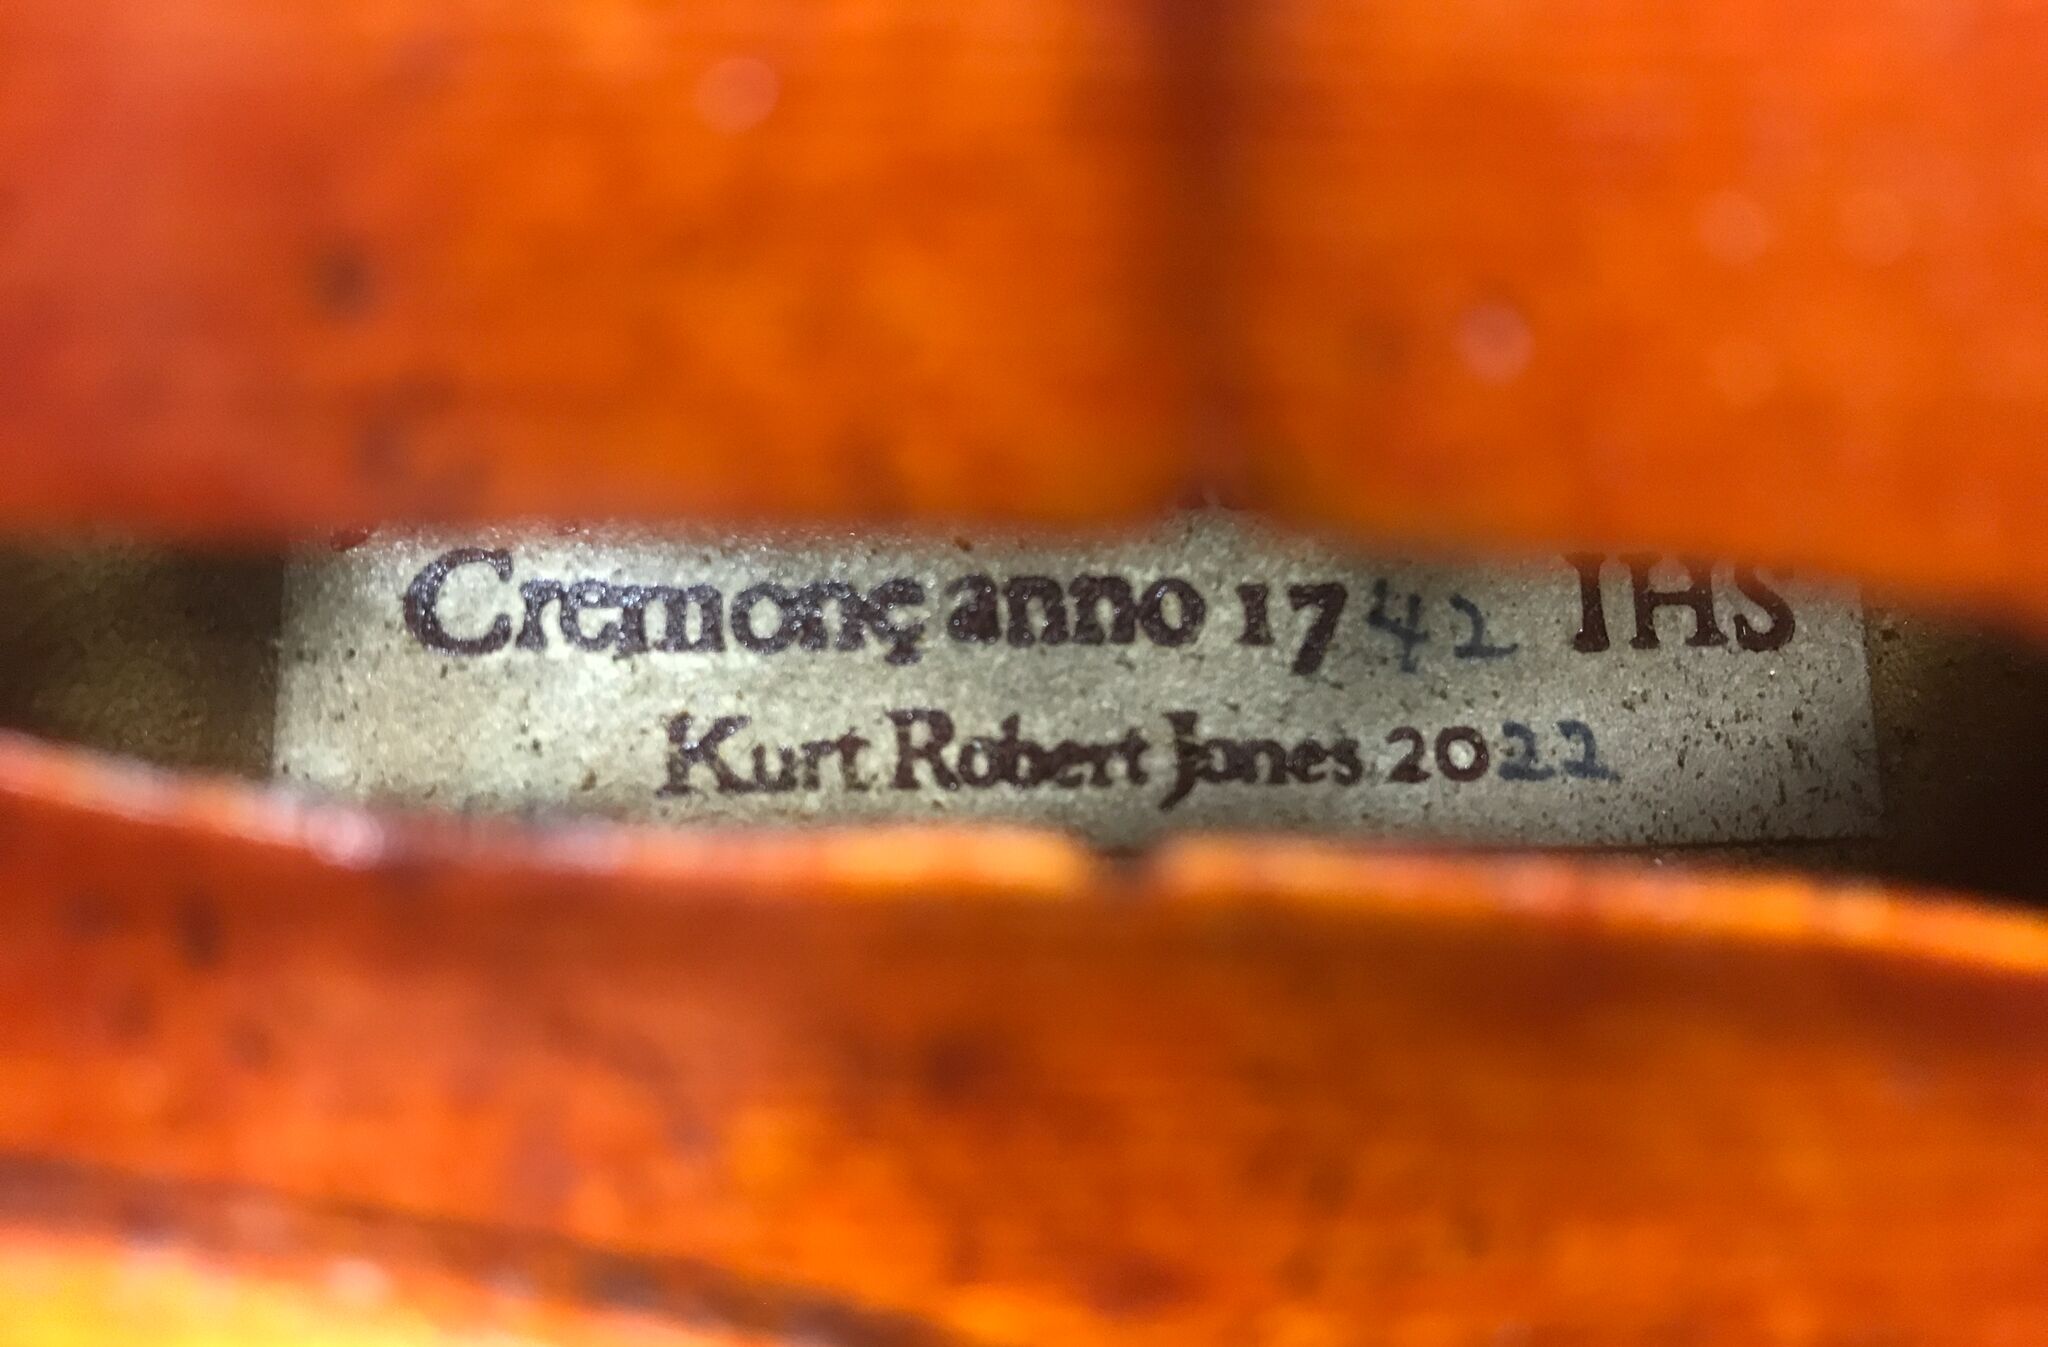 Cremonę anno 1742 IHS
Kurt Robert Jones 2022